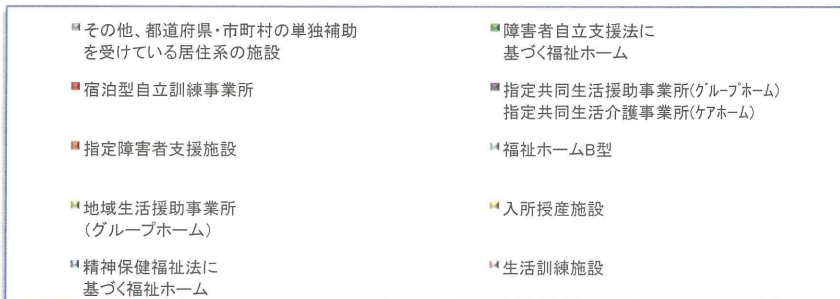 その他、都道府県・市町村の単独補助
を受けている居住系の施設
宿泊型自立訓練事業所
指定障害者支援施設
地域生活援助事業所
（グループホーム）
精神保健福祉法に
基づく福祉ホーム
障害者自立支援法に
基づく福祉ホーム
指定共同生活援助事業所(ｸﾞﾙｰﾌﾟﾎｰﾑ)
指定共同生活介護事業所(ｹｱﾎｰﾑ)
福祉ホームB型
入所授産施設
生活訓練施設